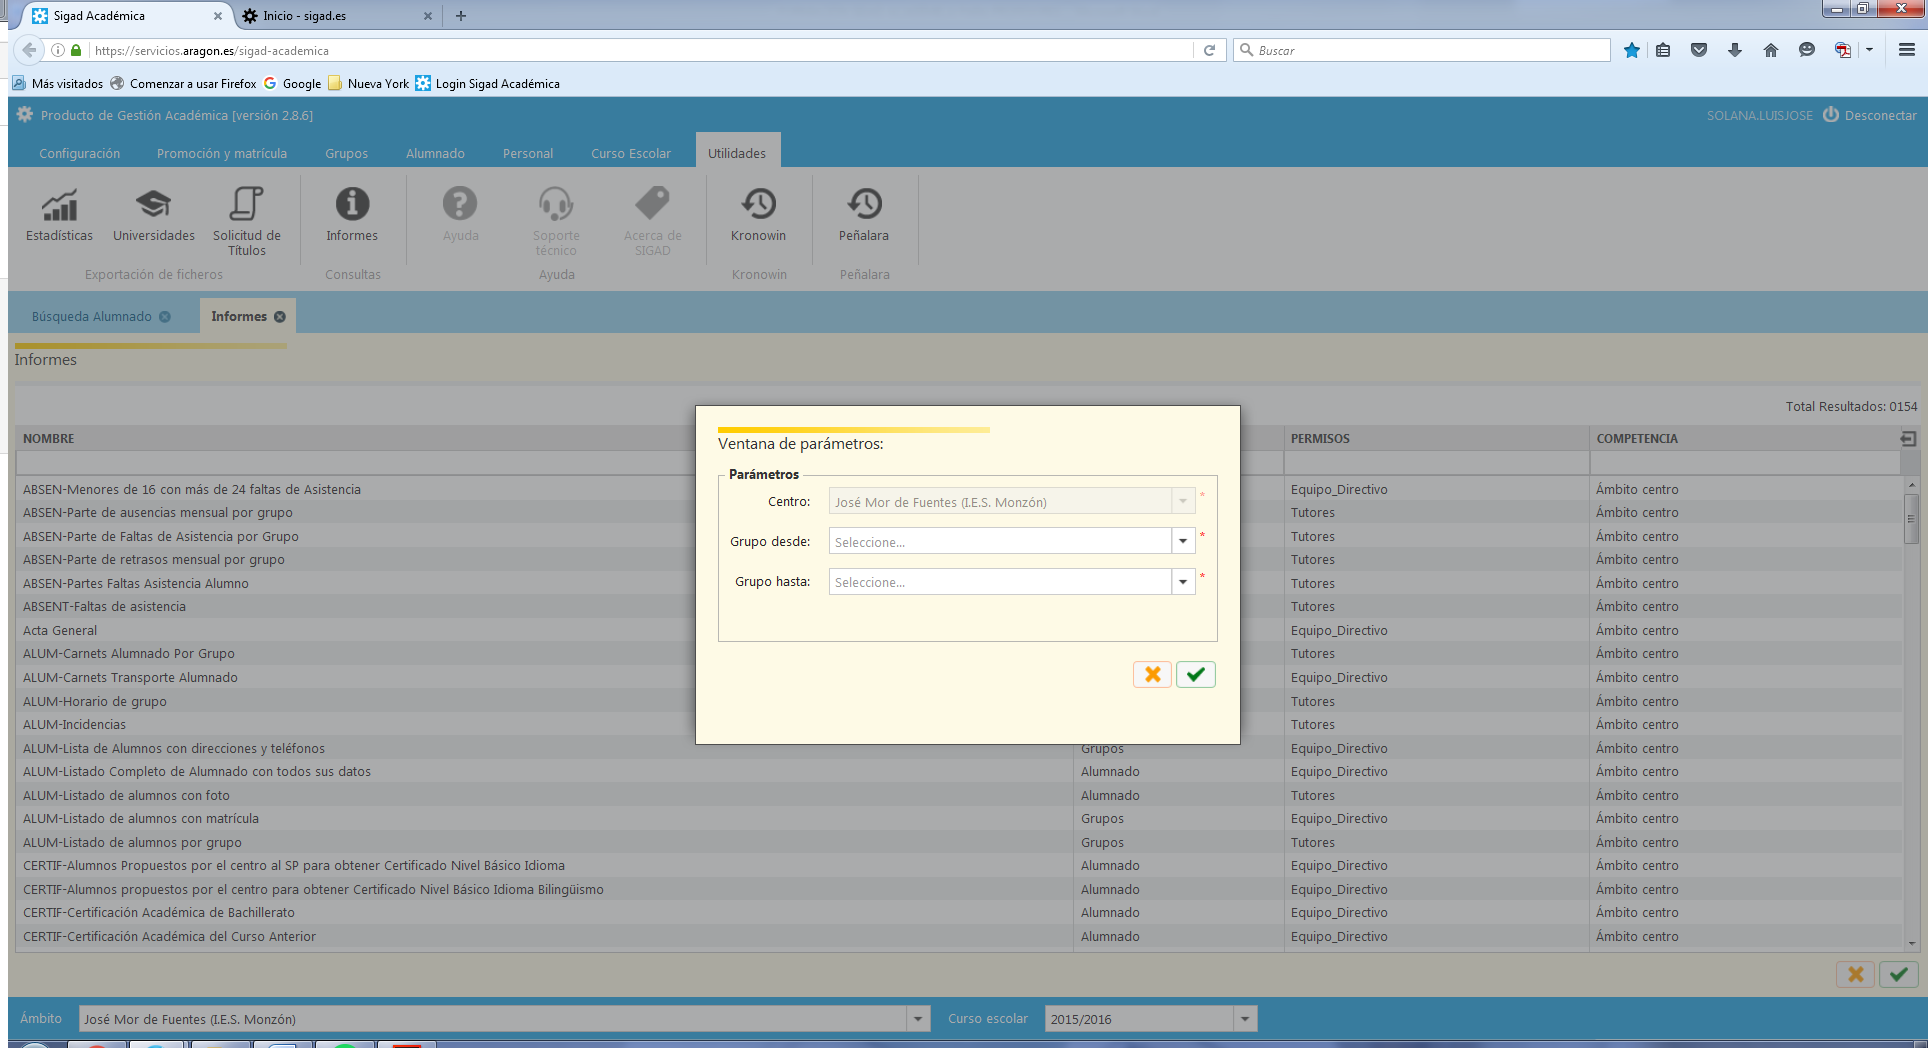 Sigad Académica
Inicio - sigad.es
https://servicios.aragon.es/sigad-academica
Buscar
Más visitados
Comenzar a usar Firefox
Google
Nueva York
Login Sigad Académica
Producto de Gestión Académica [versión 2.8.6]
SOLANA.LUISJOSE
Desconectar
Configuración
Promoción y matrícula
Grupos
Alumnado
Personal
Curso Escolar
Utilidades
Estadísticas
Universidades
Solicitud de
Títulos
Informes
Ayuda
Soporte
técnico
Acerca de
SIGAD
Kronowin
Peñalara
Exportación de ficheros
Consultas
Ayuda
Kronowin
Peñalara
Búsqueda Alumnado
Informes
Informes
Total Resultados: 0154
NOMBRE
PERMISOS
COMPETENCIA
ABSEN-Menores de 16 con más de 24 faltas de Asistencia
Equipo_Directivo
Ámbito centro
ABSEN-Parte de ausencias mensual por grupo
Tutores
Ámbito centro
ABSEN-Parte de Faltas de Asistencia por Grupo
Tutores
Ámbito centro
ABSEN-Parte de retrasos mensual por grupo
Tutores
Ámbito centro
ABSEN-Partes Faltas Asistencia Alumno
Tutores
Ámbito centro
ABSENT-Faltas de asistencia
Tutores
Ámbito centro
Acta General
Equipo_Directivo
Ámbito centro
ALUM-Carnets Alumnado Por Grupo
Tutores
Ámbito centro
ALUM-Carnets Transporte Alumnado
Equipo_Directivo
Ámbito centro
ALUM-Horario de grupo
Tutores
Ámbito centro
ALUM-Incidencias
Tutores
Ámbito centro
ALUM-Lista de Alumnos con direcciones y teléfonos
Grupos
Equipo_Directivo
Ámbito centro
ALUM-Listado Completo de Alumnado con todos sus datos
Alumnado
Equipo_Directivo
Ámbito centro
ALUM-Listado de alumnos con foto
Alumnado
Tutores
Ámbito centro
ALUM-Listado de alumnos con matrícula
Grupos
Equipo_Directivo
Ámbito centro
ALUM-Listado de alumnos por grupo
Grupos
Tutores
Ámbito centro
CERTIF-Alumnos Propuestos por el centro al SP para obtener Certificado Nivel Básico Idioma
Alumnado
Equipo_Directivo
Ámbito centro
CERTIF-Alumnos propuestos por el centro para obtener Certificado Nivel Básico Idioma Bilingüismo
Alumnado
Equipo_Directivo
Ámbito centro
CERTIF-Certificación Académica de Bachillerato
Alumnado
Equipo_Directivo
Ámbito centro
CERTIF-Certificación Académica del Curso Anterior
Alumnado
Equipo_Directivo
Ámbito centro
Ventana de parámetros:
Parámetros
Centro:
José Mor de Fuentes (I.E.S. Monzón)
*
Grupo desde:
Seleccione...
*
Grupo hasta:
Seleccione...
*
Ámbito
José Mor de Fuentes (I.E.S. Monzón)
Curso escolar
2015/2016